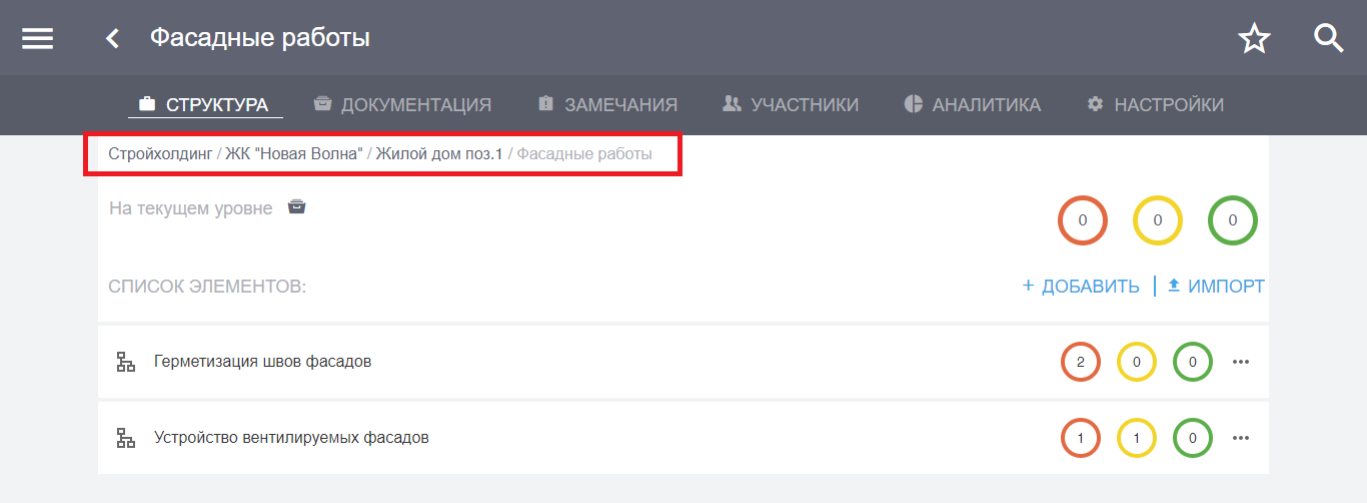 Фасадные работы
СТРУКТУРА ДОКУМЕНТАЦИЯ ЗАМЕЧАНИЯ УЧАСТНИКИ АНАЛИТИКА НАСТРОЙКИ
Стройхолдинг / ЖК "Новая Волна" / Жилой дом поз.1 / Фасадные работы
На текущем уровне 0 0 0
СПИСОК ЭЛЕМЕНТОВ: + ДОБАВИТЬ | ИМПОРТ
Герметизация швов фасадов 2 0 0
Устройство вентилируемых фасадов 1 1 0